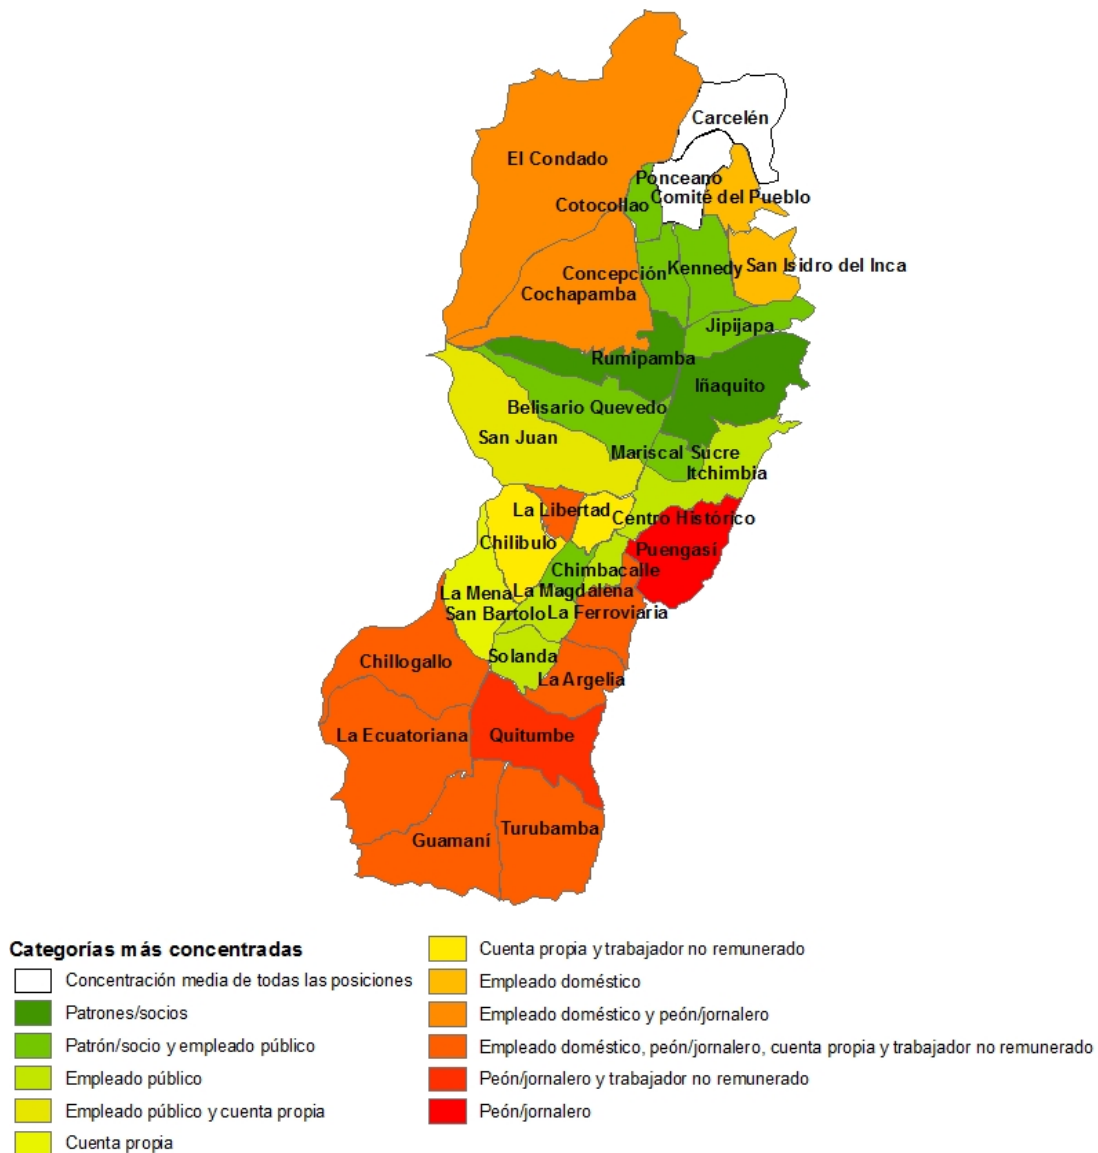 Carcelén
El Condado
Ponceano
Comité del Pueblo
Cotocollao
San Isidro del Inca
Kennedy
Concepción
Cochapamba
Jipijapa
Rumipamba
Iñaquito
Belisario Quevedo
San Juan
Mariscal Sucre
Itchimbía
La Libertad
Centro Histórico
Chilibulo
Puengasí
Chimbacalle
La Magdalena
La Mena
San Bartolo
La Ferroviaria
Solanda
Chillogallo
La Argelia
La Ecuatoriana
Quitumbe
Turubamba
Guamaní
Categorías más concentradas
Concentración media de todas las posiciones
Patrones/socios
Patrón/socio y empleado público
Empleado público
Empleado público y cuenta propia
Cuenta propia
Cuenta propia y trabajador no remunerado
Empleado doméstico
Empleado doméstico y peón/jornalero
Empleado doméstico, peón/jornalero, cuenta propia y trabajador no remunerado
Peón/jornalero y trabajador no remunerado
Peón/jornalero